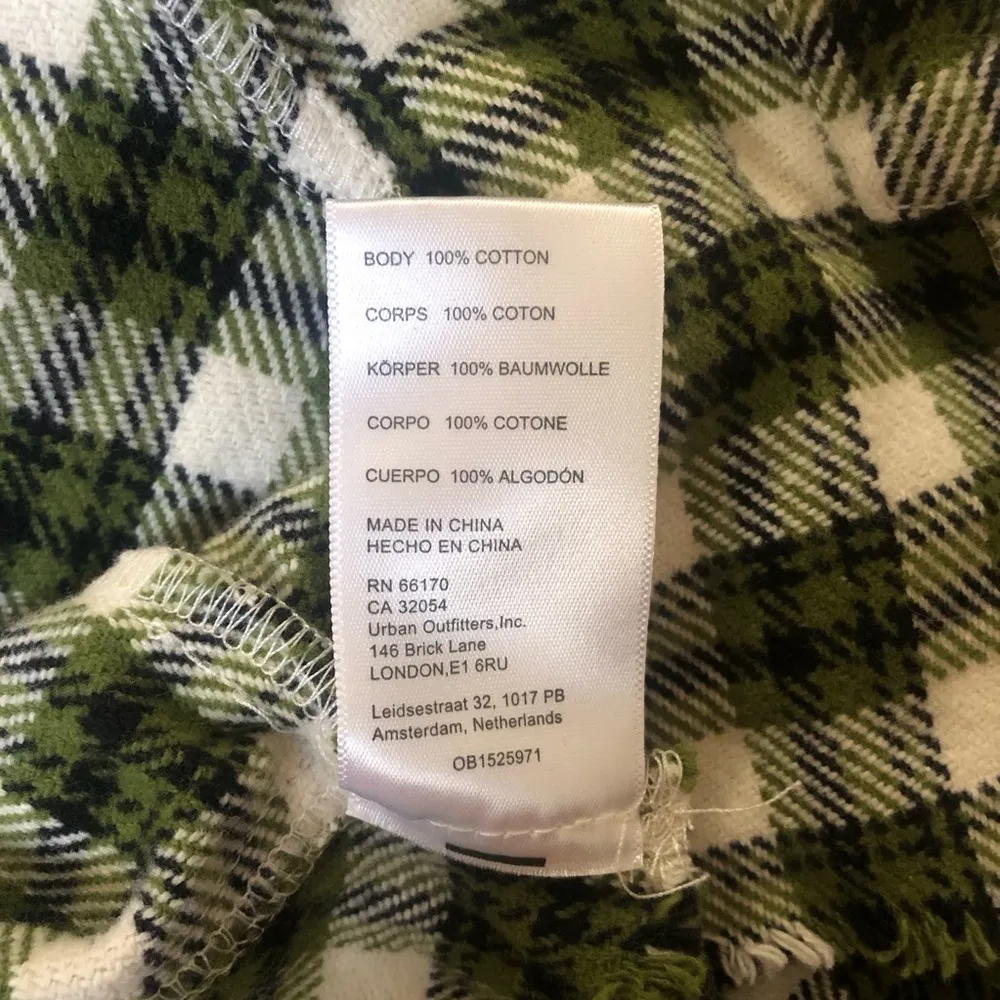 BODY 100% COTTON
CORPS 100% COTON
KÖRPER 100% BAUMWOLLE
CORPO 100% COTONE
CUERPO 100% ALGODÓN
MADE IN CHINA
HECHO EN CHINA
RN 66170
CA 32054
Urban Outfitters,Inc.
146 Brick Lane
LONDON,E1 6RU
Leidsestraat 32, 1017 PB
Amsterdam, Netherlands
OB1525971